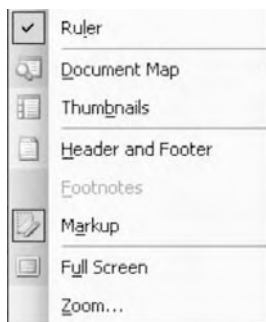 Ruler
Document Map
Thumbnails
Header and Footer
Footnotes
Markup
Full Screen
Zoom...